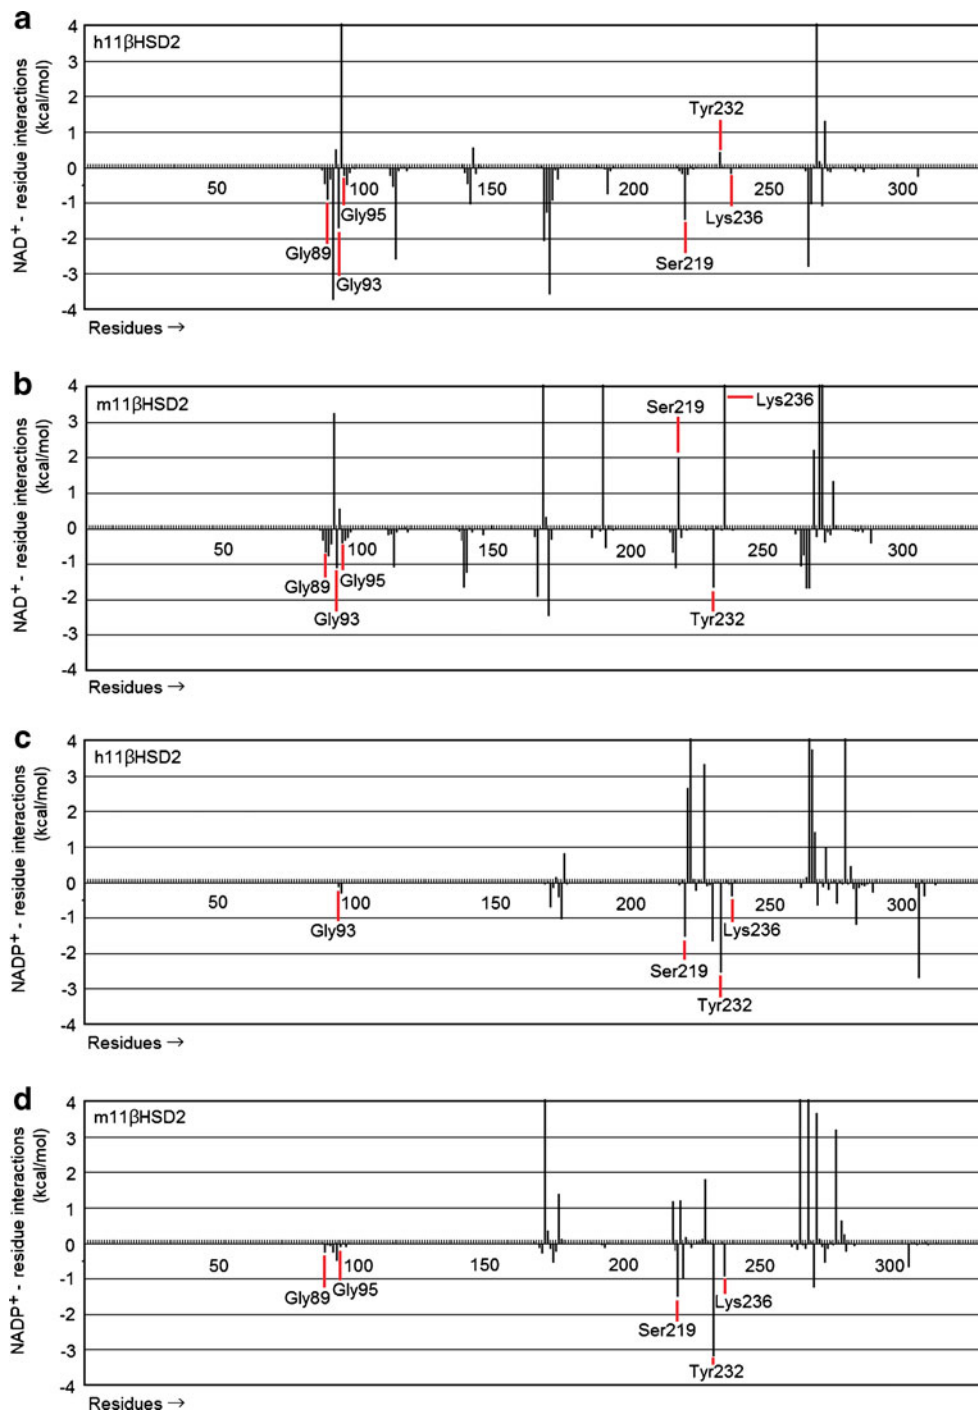 a
h11βHSD2
NAD+ - residue interactions
(kcal/mol)
4
3
2
1
0
-1
-2
-3
-4
50
100
150
200
250
300
Tyr232
Gly95
Gly89
Gly93
Lys236
Ser219
Residues →
b
m11βHSD2
NAD+ - residue interactions
(kcal/mol)
4
3
2
1
0
-1
-2
-3
-4
50
100
150
200
250
300
Ser219
Lys236
Gly89
Gly95
Gly93
Tyr232
Residues →
c
h11βHSD2
NADP+ - residue interactions
(kcal/mol)
4
3
2
1
0
-1
-2
-3
-4
50
100
150
200
250
300
Gly93
Lys236
Ser219
Tyr232
Residues →
d
m11βHSD2
NADP+ - residue interactions
(kcal/mol)
4
3
2
1
0
-1
-2
-3
-4
50
100
150
200
250
300
Gly89
Gly95
Lys236
Ser219
Tyr232
Residues →